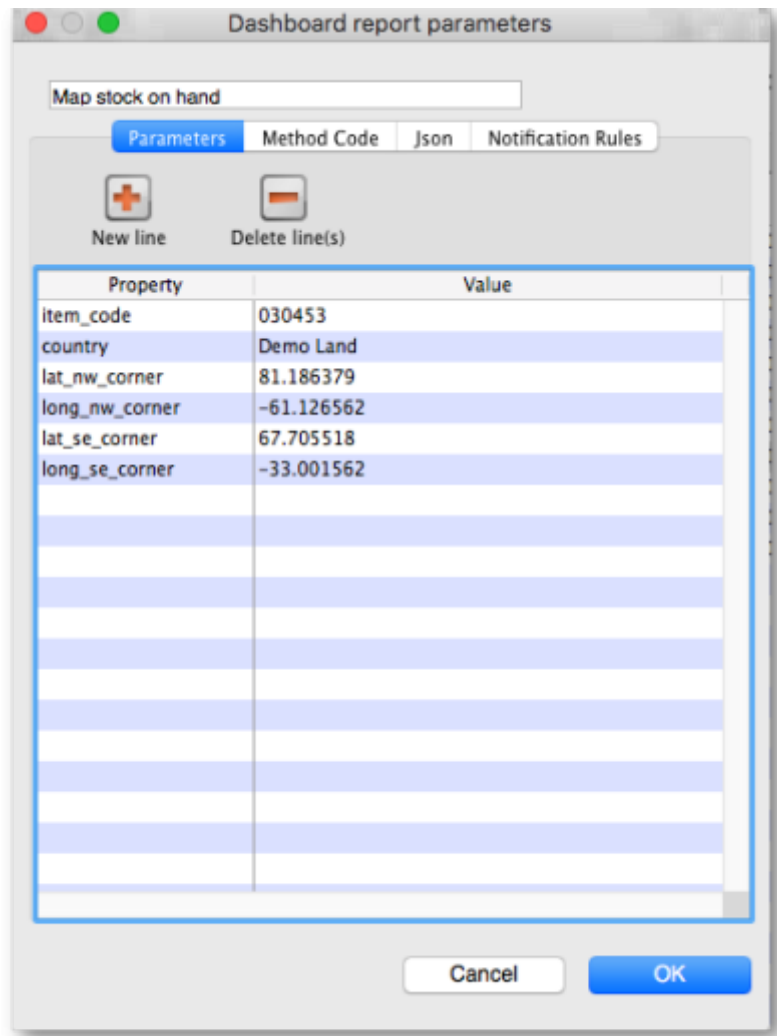 Dashboard report parameters
Map stock on hand
Parameters Method Code Json Notification Rules
New line Delete line(s)
Property Value
item_code 030453
country Demo Land
lat_nw_corner 81.186379
long_nw_corner -61.126562
lat_se_corner 67.705518
long_se_corner -33.001562
Cancel OK